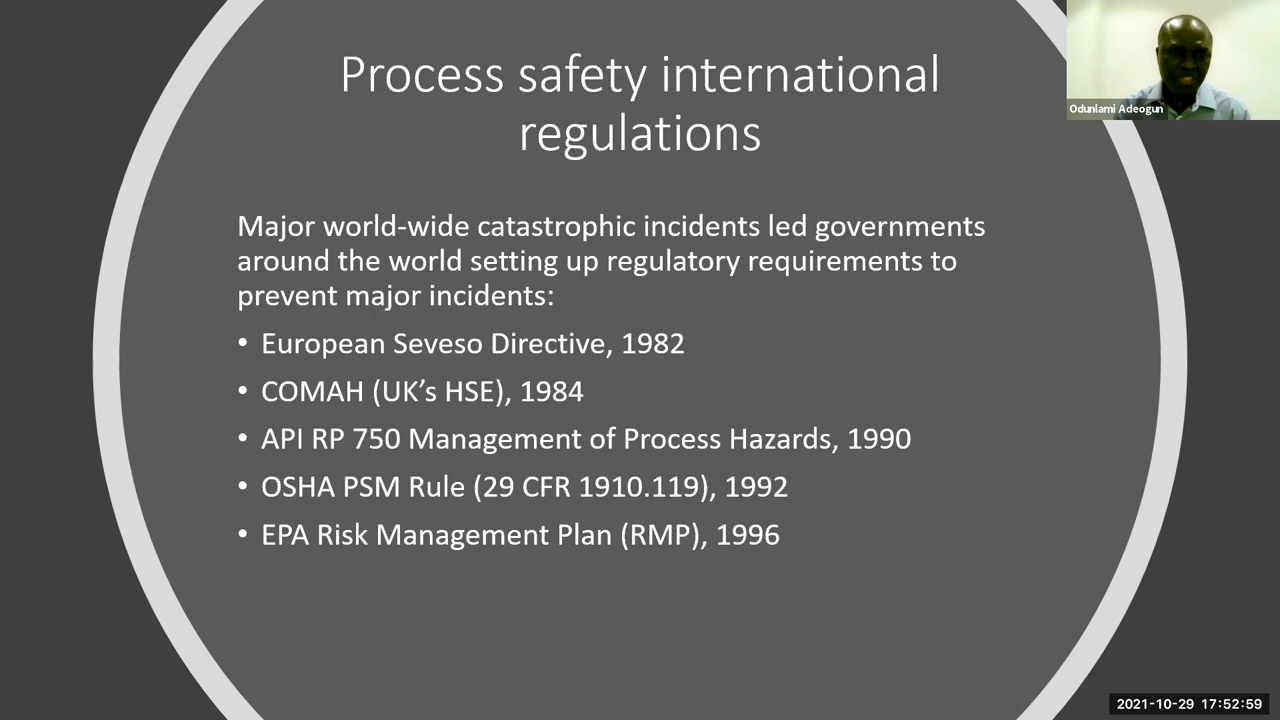 Process safety international
regulations
Odunlami Adeogun
Major world-wide catastrophic incidents led governments
around the world setting up regulatory requirements to
prevent major incidents:
• European Seveso Directive, 1982
• COMAH (UK’s HSE), 1984
• API RP 750 Management of Process Hazards, 1990
• OSHA PSM Rule (29 CFR 1910.119), 1992
• EPA Risk Management Plan (RMP), 1996
2021-10-29 17:52:59